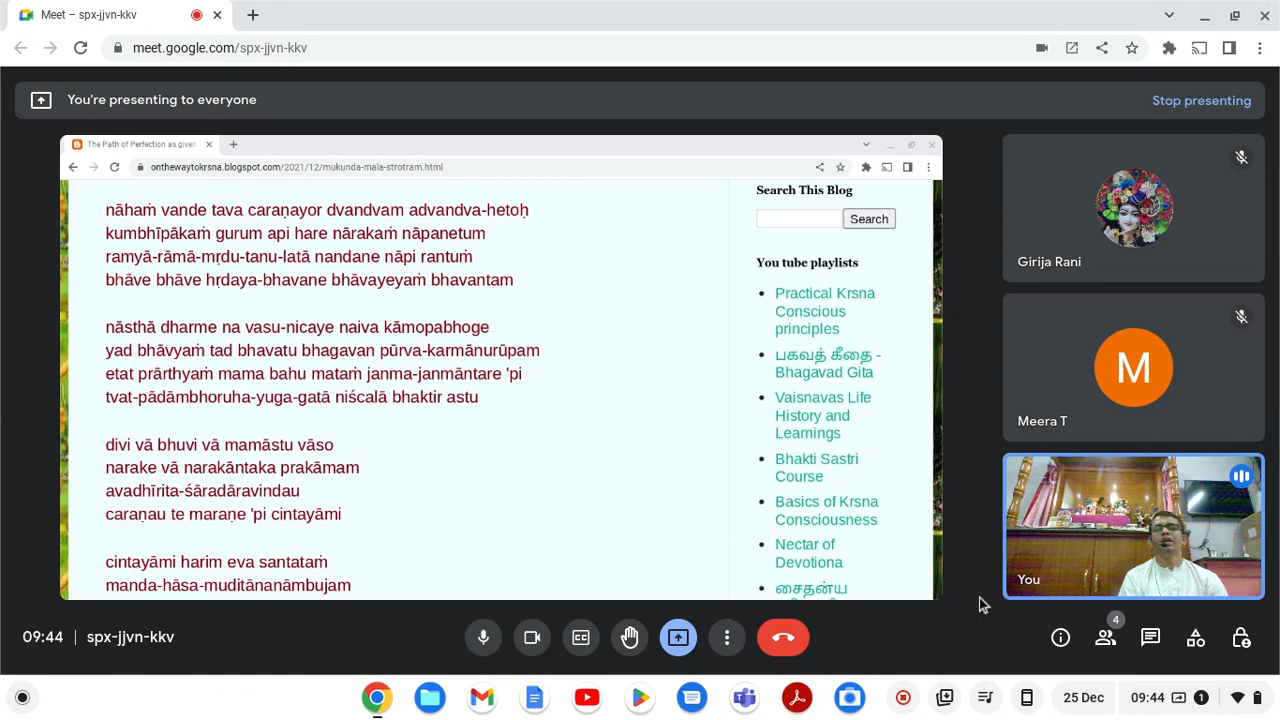 Meet – spx-jjvn-kkv
meet.google.com/spx-jjvn-kkv
You're presenting to everyone
Stop presenting
The Path of Perfection as given
onthewaytokrsna.blogspot.com/2021/12/mukunda-mala-strotram.html
nāhaṁ vande tava caraṇayor dvandvam advandva-hetoḥ
kumbhīpākaṁ gurum api hare nārakaṁ nāpanetum
ramyā-rāmā-mṛdu-tanu-latā nandane nāpi rantuṁ
bhāve bhāve hṛdaya-bhavane bhāvayeyaṁ bhavantam
nāsthā dharme na vasu-nicaye naiva kāmopabhoge
yad bhāvyaṁ tad bhavatu bhagavan pūrva-karmānurūpam
etat prārthyaṁ mama bahu mataṁ janma-janmāntare 'pi
tvat-pādāmbhoruha-yuga-gatā niścalā bhaktir astu
divi vā bhuvi vā mamāstu vāso
narake vā narakāntaka prakāmam
avadhīrita-śāradāravindau
caraṇau te maraṇe 'pi cintayāmi
cintayāmi harim eva santataṁ
manda-hāsa-muditānanāmbujam
Search This Blog
Search
You tube playlists
Practical Krsna
Conscious
principles
பகவத் கீதை -
Bhagavad Gita
Vaisnavas Life
History and
Learnings
Bhakti Sastri
Course
Basics of Krsna
Consciousness
Nectar of
Devotiona
சைதன்ய
Girija Rani
M
Meera T
You
09:44
spx-jjvn-kkv
4
25 Dec
09:44
1